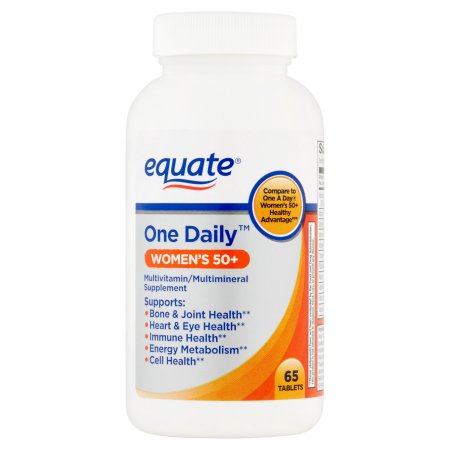 equate®
Compare to
One A Day®
Women's 50+
Healthy
Advantage***
One Daily™
WOMEN'S 50+
Multivitamin/Multimineral
Supplement
Supports:
• Bone & Joint Health**
• Heart & Eye Health**
• Immune Health**
• Energy Metabolism**
• Cell Health**
65
TABLETS